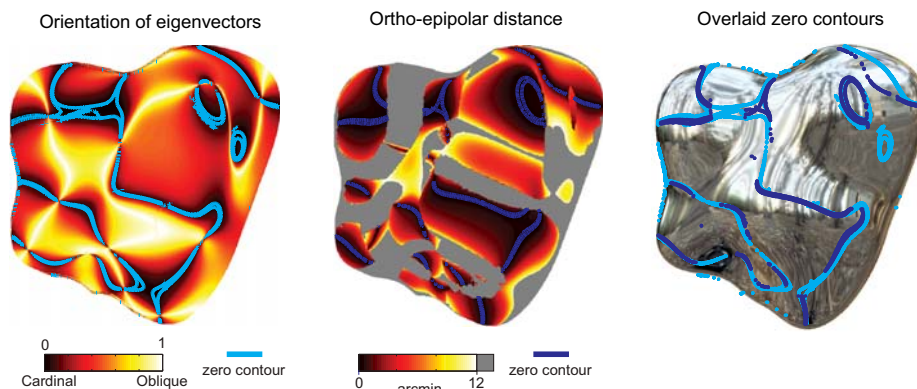 Orientation of eigenvectors
Ortho-epipolar distance
Overlaid zero contours
0 1
Cardinal Oblique
zero contour
0 arcmin 12
zero contour